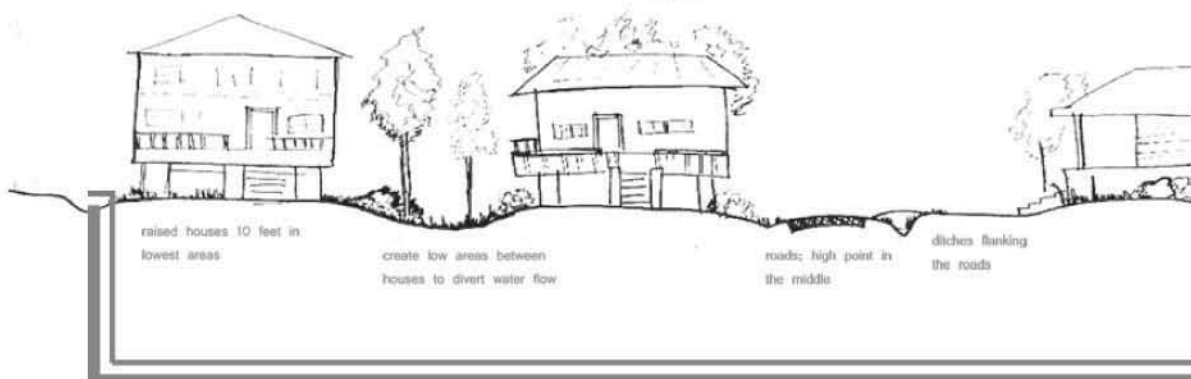 raised houses 10 feet in
lowest areas
create low areas between
houses to divert water flow
roads; high point in
the middle
ditches flanking
the roads